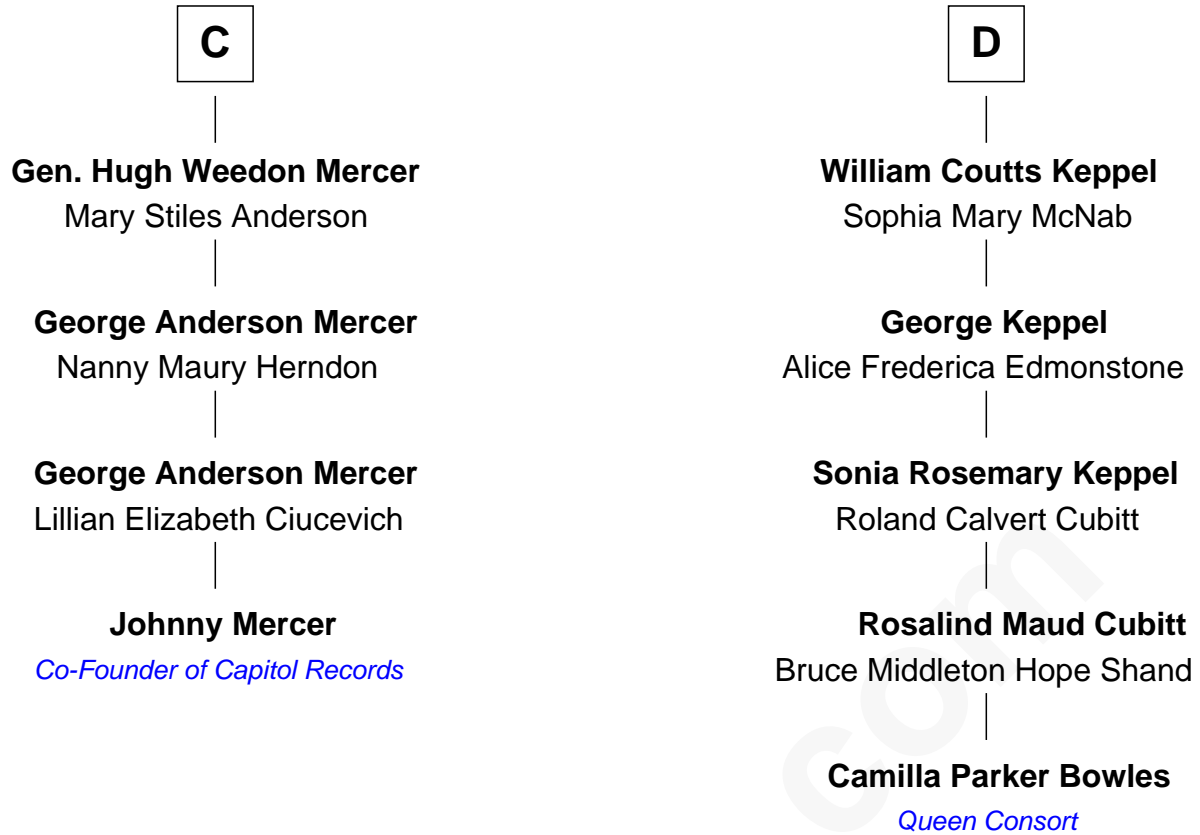 C
Gen. Hugh Weedon Mercer
Mary Stiles Anderson
George Anderson Mercer
Nanny Maury Herndon
George Anderson Mercer
Lillian Elizabeth Ciucevich
Johnny Mercer
Co-Founder of Capitol Records
D
William Coutts Keppel
Sophia Mary McNab
George Keppel
Alice Frederica Edmonstone
Sonia Rosemary Keppel
Roland Calvert Cubitt
Rosalind Maud Cubitt
Bruce Middleton Hope Shand
Camilla Parker Bowles
Queen Consort
com